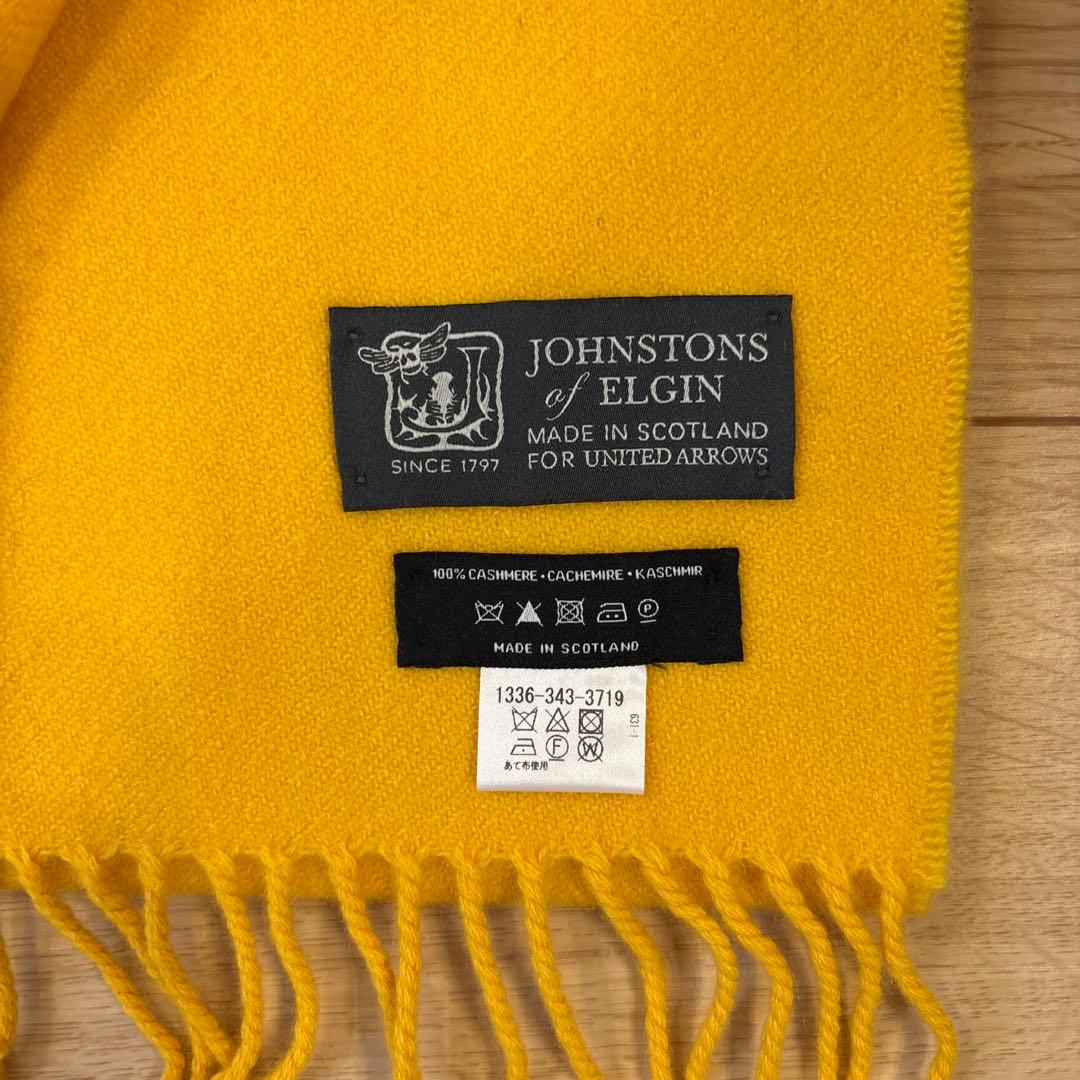 JOHNSTONS
of ELGIN
MADE IN SCOTLAND
FOR UNITED ARROWS
SINCE 1797
100% CASHMERE • CACHEMIRE • KASCHMIR
P
MADE IN SCOTLAND
1336-343-3719
631-1
F W
あて布使用